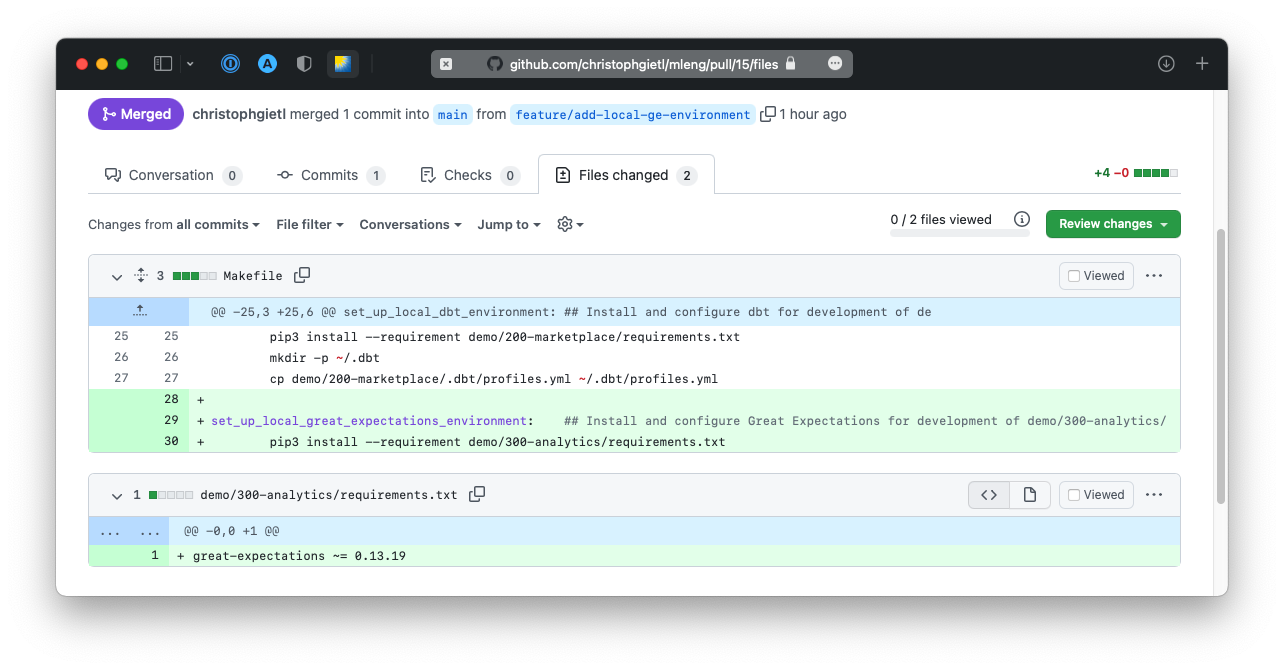 github.com/christophgietl/mleng/pull/15/files
Merged christophgietl merged 1 commit into main from feature/add-local-ge-environment 1 hour ago
Conversation 0 Commits 1 Checks 0 Files changed 2 +4 −0
Changes from all commits File filter Conversations Jump to 0 / 2 files viewed Review changes
3 Makefile Viewed
@@ -25,3 +25,6 @@ set_up_local_dbt_environment: ## Install and configure dbt for development of de
25 25 pip3 install --requirement demo/200-marketplace/requirements.txt
26 26 mkdir -p ~/.dbt
27 27 cp demo/200-marketplace/.dbt/profiles.yml ~/.dbt/profiles.yml
28 +
29 + set_up_local_great_expectations_environment: ## Install and configure Great Expectations for development of demo/300-analytics/
30 + pip3 install --requirement demo/300-analytics/requirements.txt
1 demo/300-analytics/requirements.txt Viewed
... ... @@ -0,0 +1 @@
1 + great-expectations ~= 0.13.19